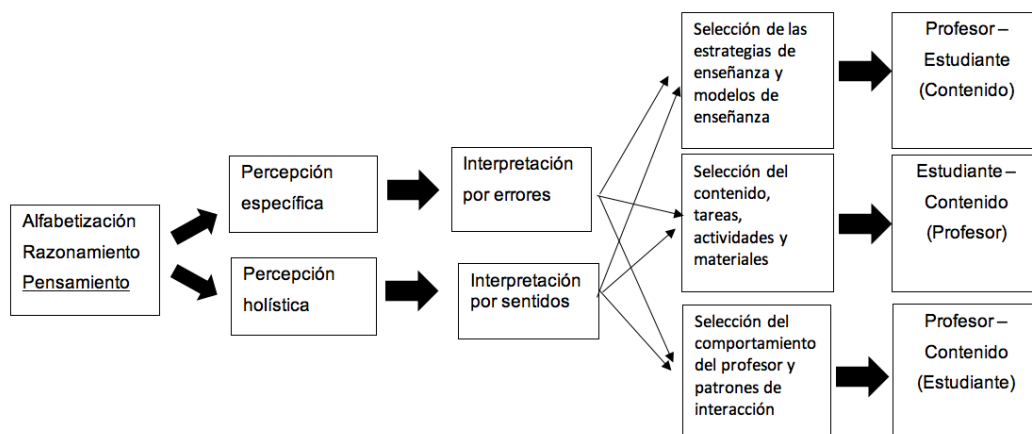 Alfabetización
Razonamiento
Pensamiento
Percepción
específica
Percepción
holística
Interpretación
por errores
Interpretación
por sentidos
Selección de las
estrategias de
enseñanza y
modelos de
enseñanza
Selección del
contenido,
tareas,
actividades y
materiales
Selección del
comportamiento
del profesor y
patrones de
interacción
Profesor –
Estudiante
(Contenido)
Estudiante –
Contenido
(Profesor)
Profesor –
Contenido
(Estudiante)